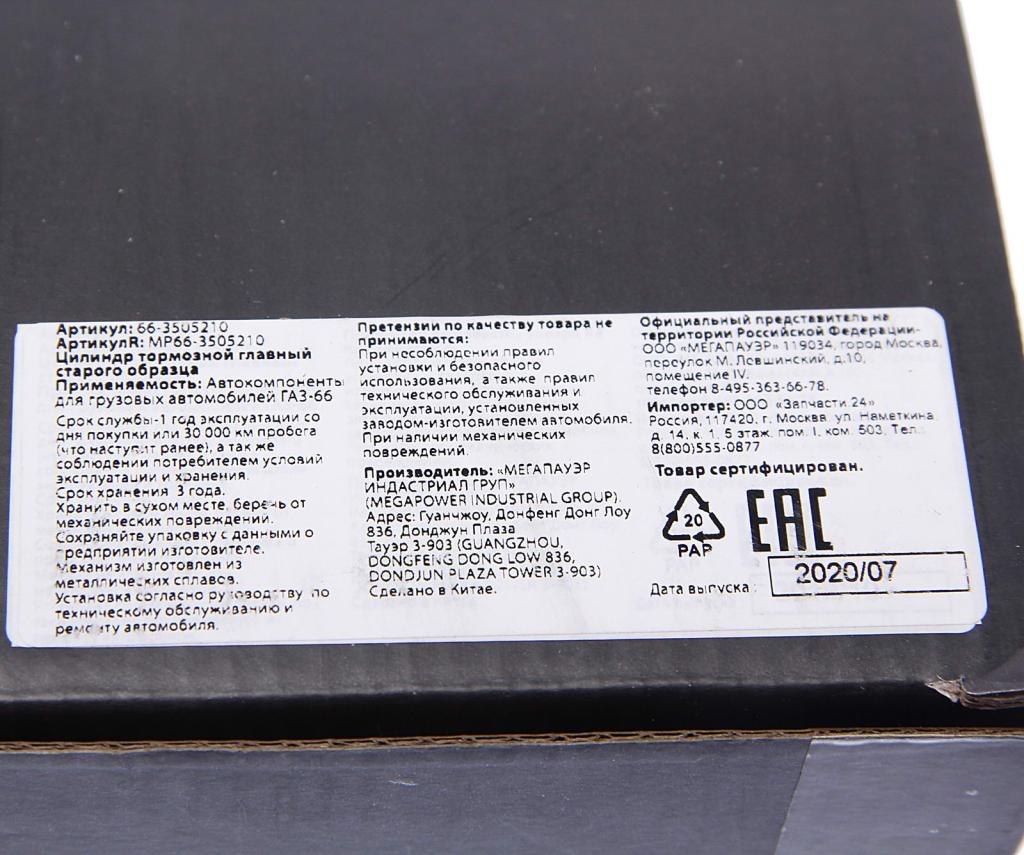 Артикул: 66-3505210
АртикулR: MP66-3505210
Цилиндр тормозной главный
старого образца
Применяемость: Автокомпоненты
для грузовых автомобилей ГАЗ-66
Срок службы-1 год эксплуатации со
дня покупки или 30 000 км пробега
(что наступит ранее), а так же
соблюдении потребителем условий
эксплуатации и хранения.
Срок хранения 3 года.
Хранить в сухом месте, беречь от
механических повреждений.
Сохраняйте упаковку с данными о
предприятии изготовителе.
Механизм изготовлен из
металлических сплавов.
Установка согласно руководству по
техническому обслуживанию и
ремонту автомобиля.
Претензии по качеству товара не
принимаются:
При несоблюдении правил
установки и безопасного
использования, а также правил
технического обслуживания и
эксплуатации, установленных
заводом-изготовителем автомобиля.
При наличии механических
повреждений.
Производитель: «МЕГАПАУЭР
ИНДАСТРИАЛ ГРУП»
(MEGAPOWER INDUSTRIAL GROUP).
Адрес: Гуанчжоу, Донфенг Донг Лоу
836, Донджун Плаза
Тауэр 3-903 (GUANGZHOU,
DONGFENG DONG LOW 836,
DONDJUN PLAZA TOWER 3-903)
Сделано в Китае.
Официальный представитель на
территории Российской Федерации-
ООО «МЕГАПАУЭР» 119034, город Москва,
переулок М. Левшинский, д.10,
помещение IV.
телефон 8-495-363-66-78.
Импортер: ООО «Запчасти 24»
Россия, 117420, г. Москва, ул. Наметкина,
д. 14, к. 1, 5 этаж, пом. I, ком. 503, Тел.:
8(800)555-0877
Товар сертифицирован.
20
PAP
EAC
Дата выпуска: 2020/07